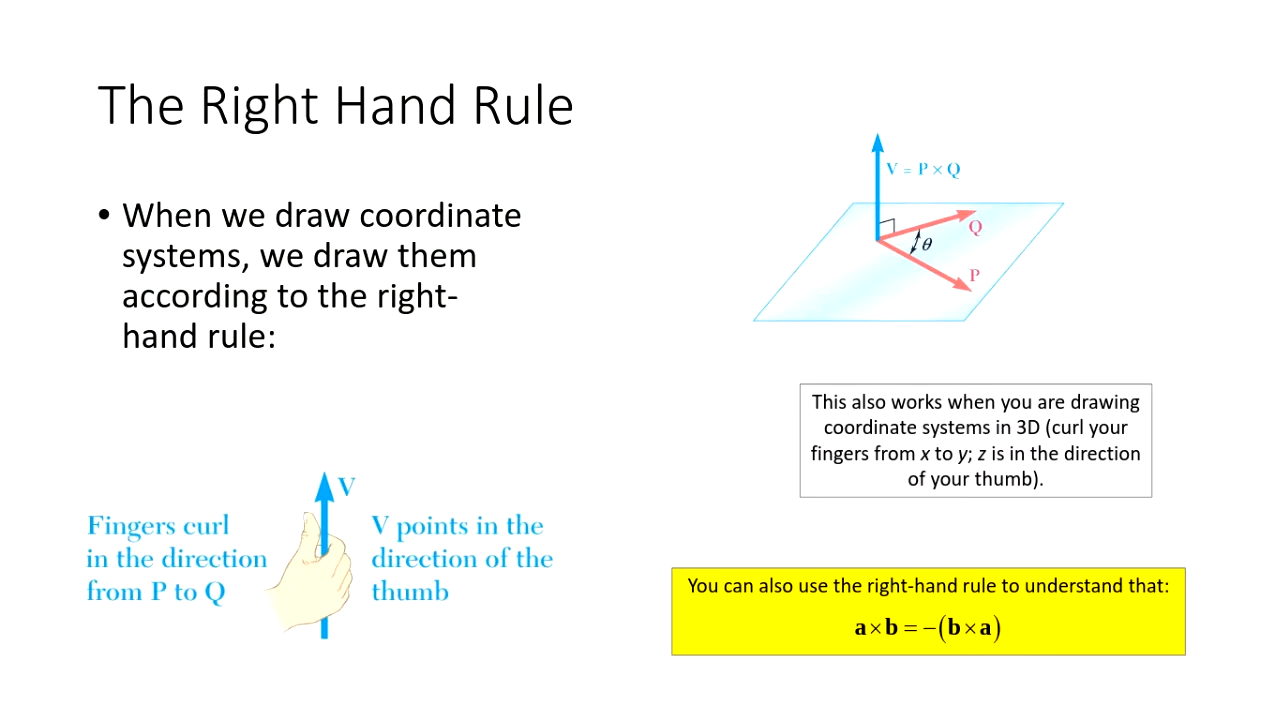 The Right Hand Rule
• When we draw coordinate
systems, we draw them
according to the right-
hand rule:
V = P × Q
Q
θ
P
This also works when you are drawing
coordinate systems in 3D (curl your
fingers from x to y; z is in the direction
of your thumb).
V
Fingers curl
in the direction
from P to Q
V points in the
direction of the
thumb
You can also use the right-hand rule to understand that:
a×b = −(b×a)